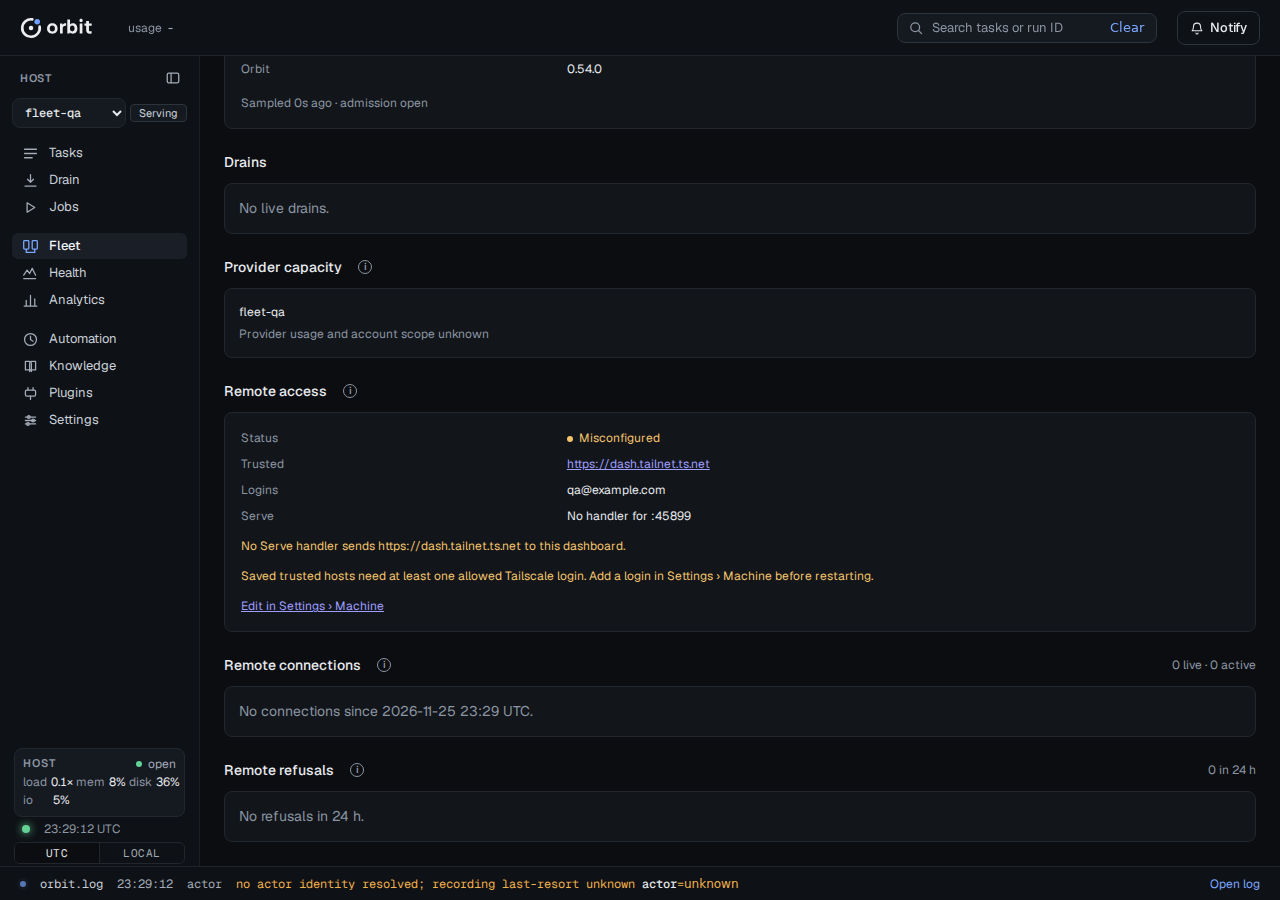 orbit
usage -
Search tasks or run ID
Clear
Notify
HOST
fleet-qa
Serving
Tasks
Drain
Jobs
Fleet
Health
Analytics
Automation
Knowledge
Plugins
Settings
HOST
open
load 0.1× mem 8% disk 36%
io 5%
23:29:12 UTC
UTC
LOCAL
Orbit 0.54.0
Sampled 0s ago · admission open
Drains
No live drains.
Provider capacity
fleet-qa
Provider usage and account scope unknown
Remote access
Status Misconfigured
Trusted https://dash.tailnet.ts.net
Logins qa@example.com
Serve No handler for :45899
No Serve handler sends https://dash.tailnet.ts.net to this dashboard.
Saved trusted hosts need at least one allowed Tailscale login. Add a login in Settings › Machine before restarting.
Edit in Settings › Machine
Remote connections
0 live · 0 active
No connections since 2026-11-25 23:29 UTC.
Remote refusals
0 in 24 h
No refusals in 24 h.
orbit.log 23:29:12 actor no actor identity resolved; recording last-resort unknown actor=unknown
Open log